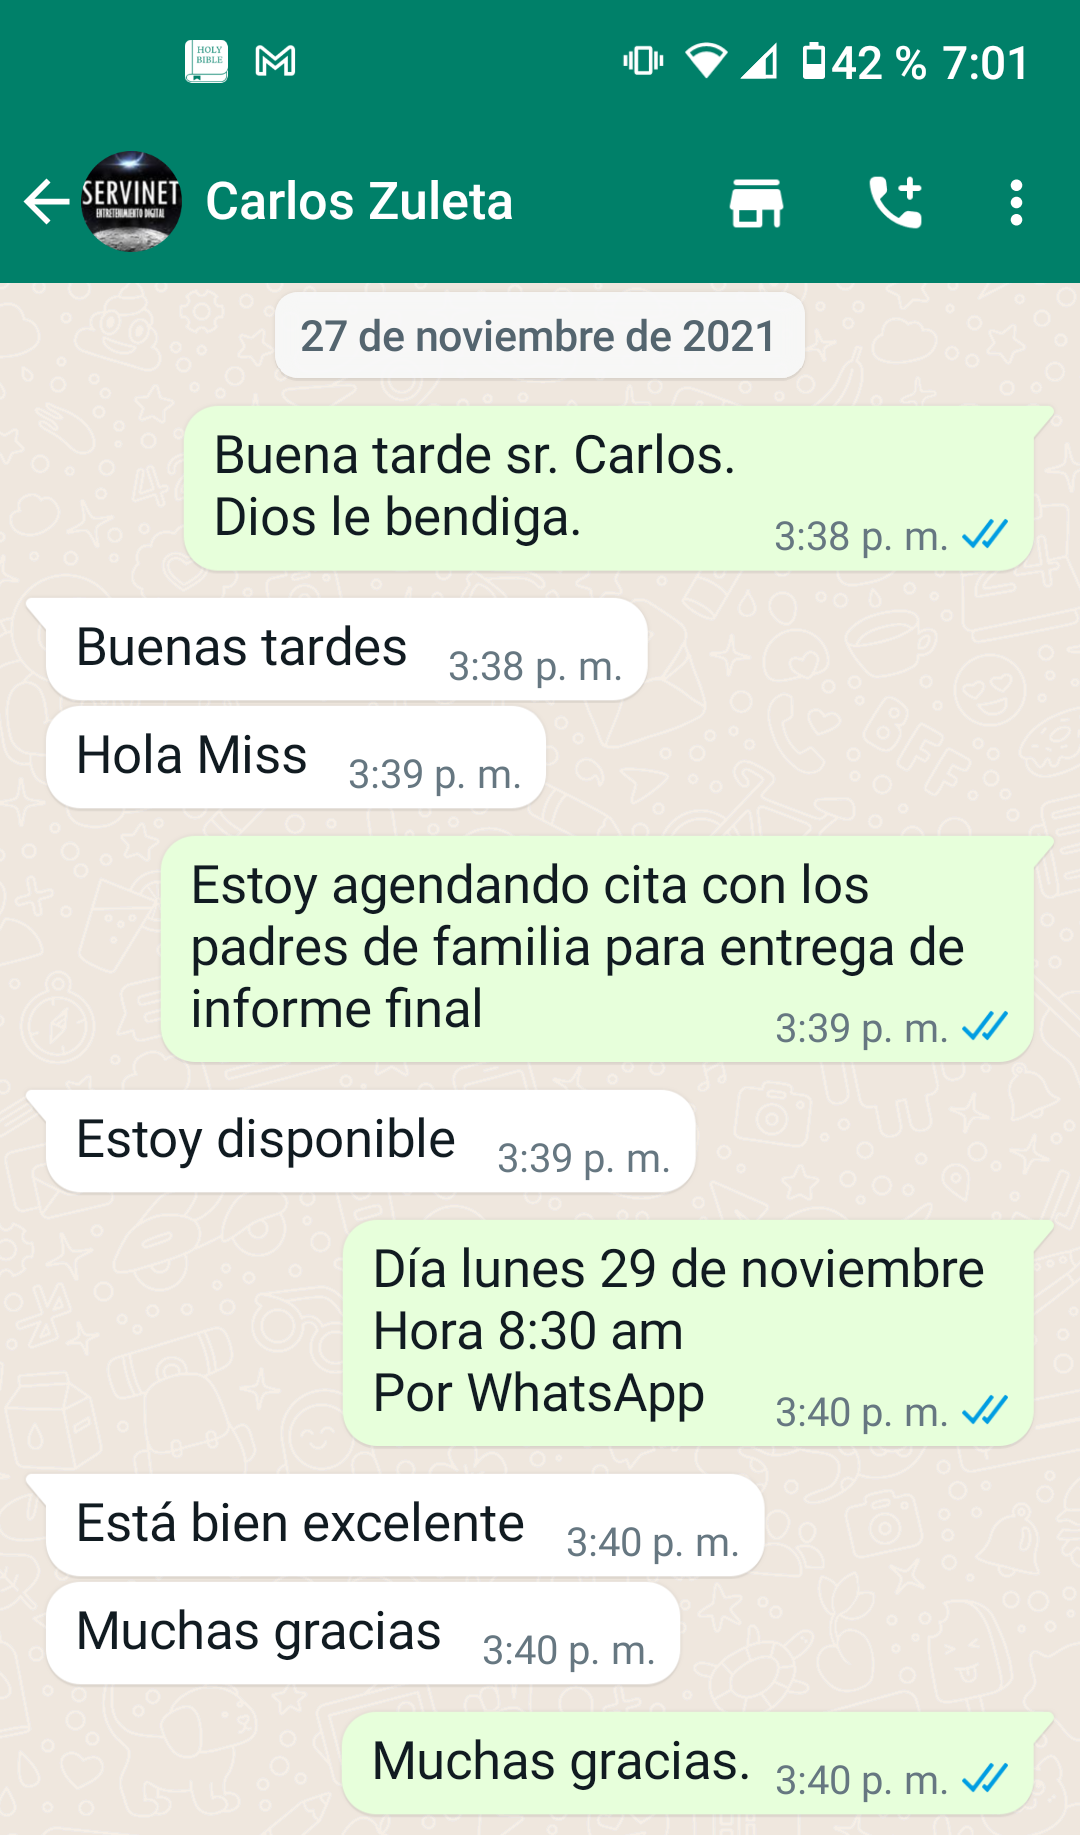 HOLY
BIBLE
42 % 7:01
SERVINET
ENTRETENIMIENTO DIGITAL
Carlos Zuleta
27 de noviembre de 2021
Buena tarde sr. Carlos.
Dios le bendiga.
3:38 p. m.
Buenas tardes
3:38 p. m.
Hola Miss
3:39 p. m.
Estoy agendando cita con los
padres de familia para entrega de
informe final
3:39 p. m.
Estoy disponible
3:39 p. m.
Día lunes 29 de noviembre
Hora 8:30 am
Por WhatsApp
3:40 p. m.
Está bien excelente
3:40 p. m.
Muchas gracias
3:40 p. m.
Muchas gracias.
3:40 p. m.